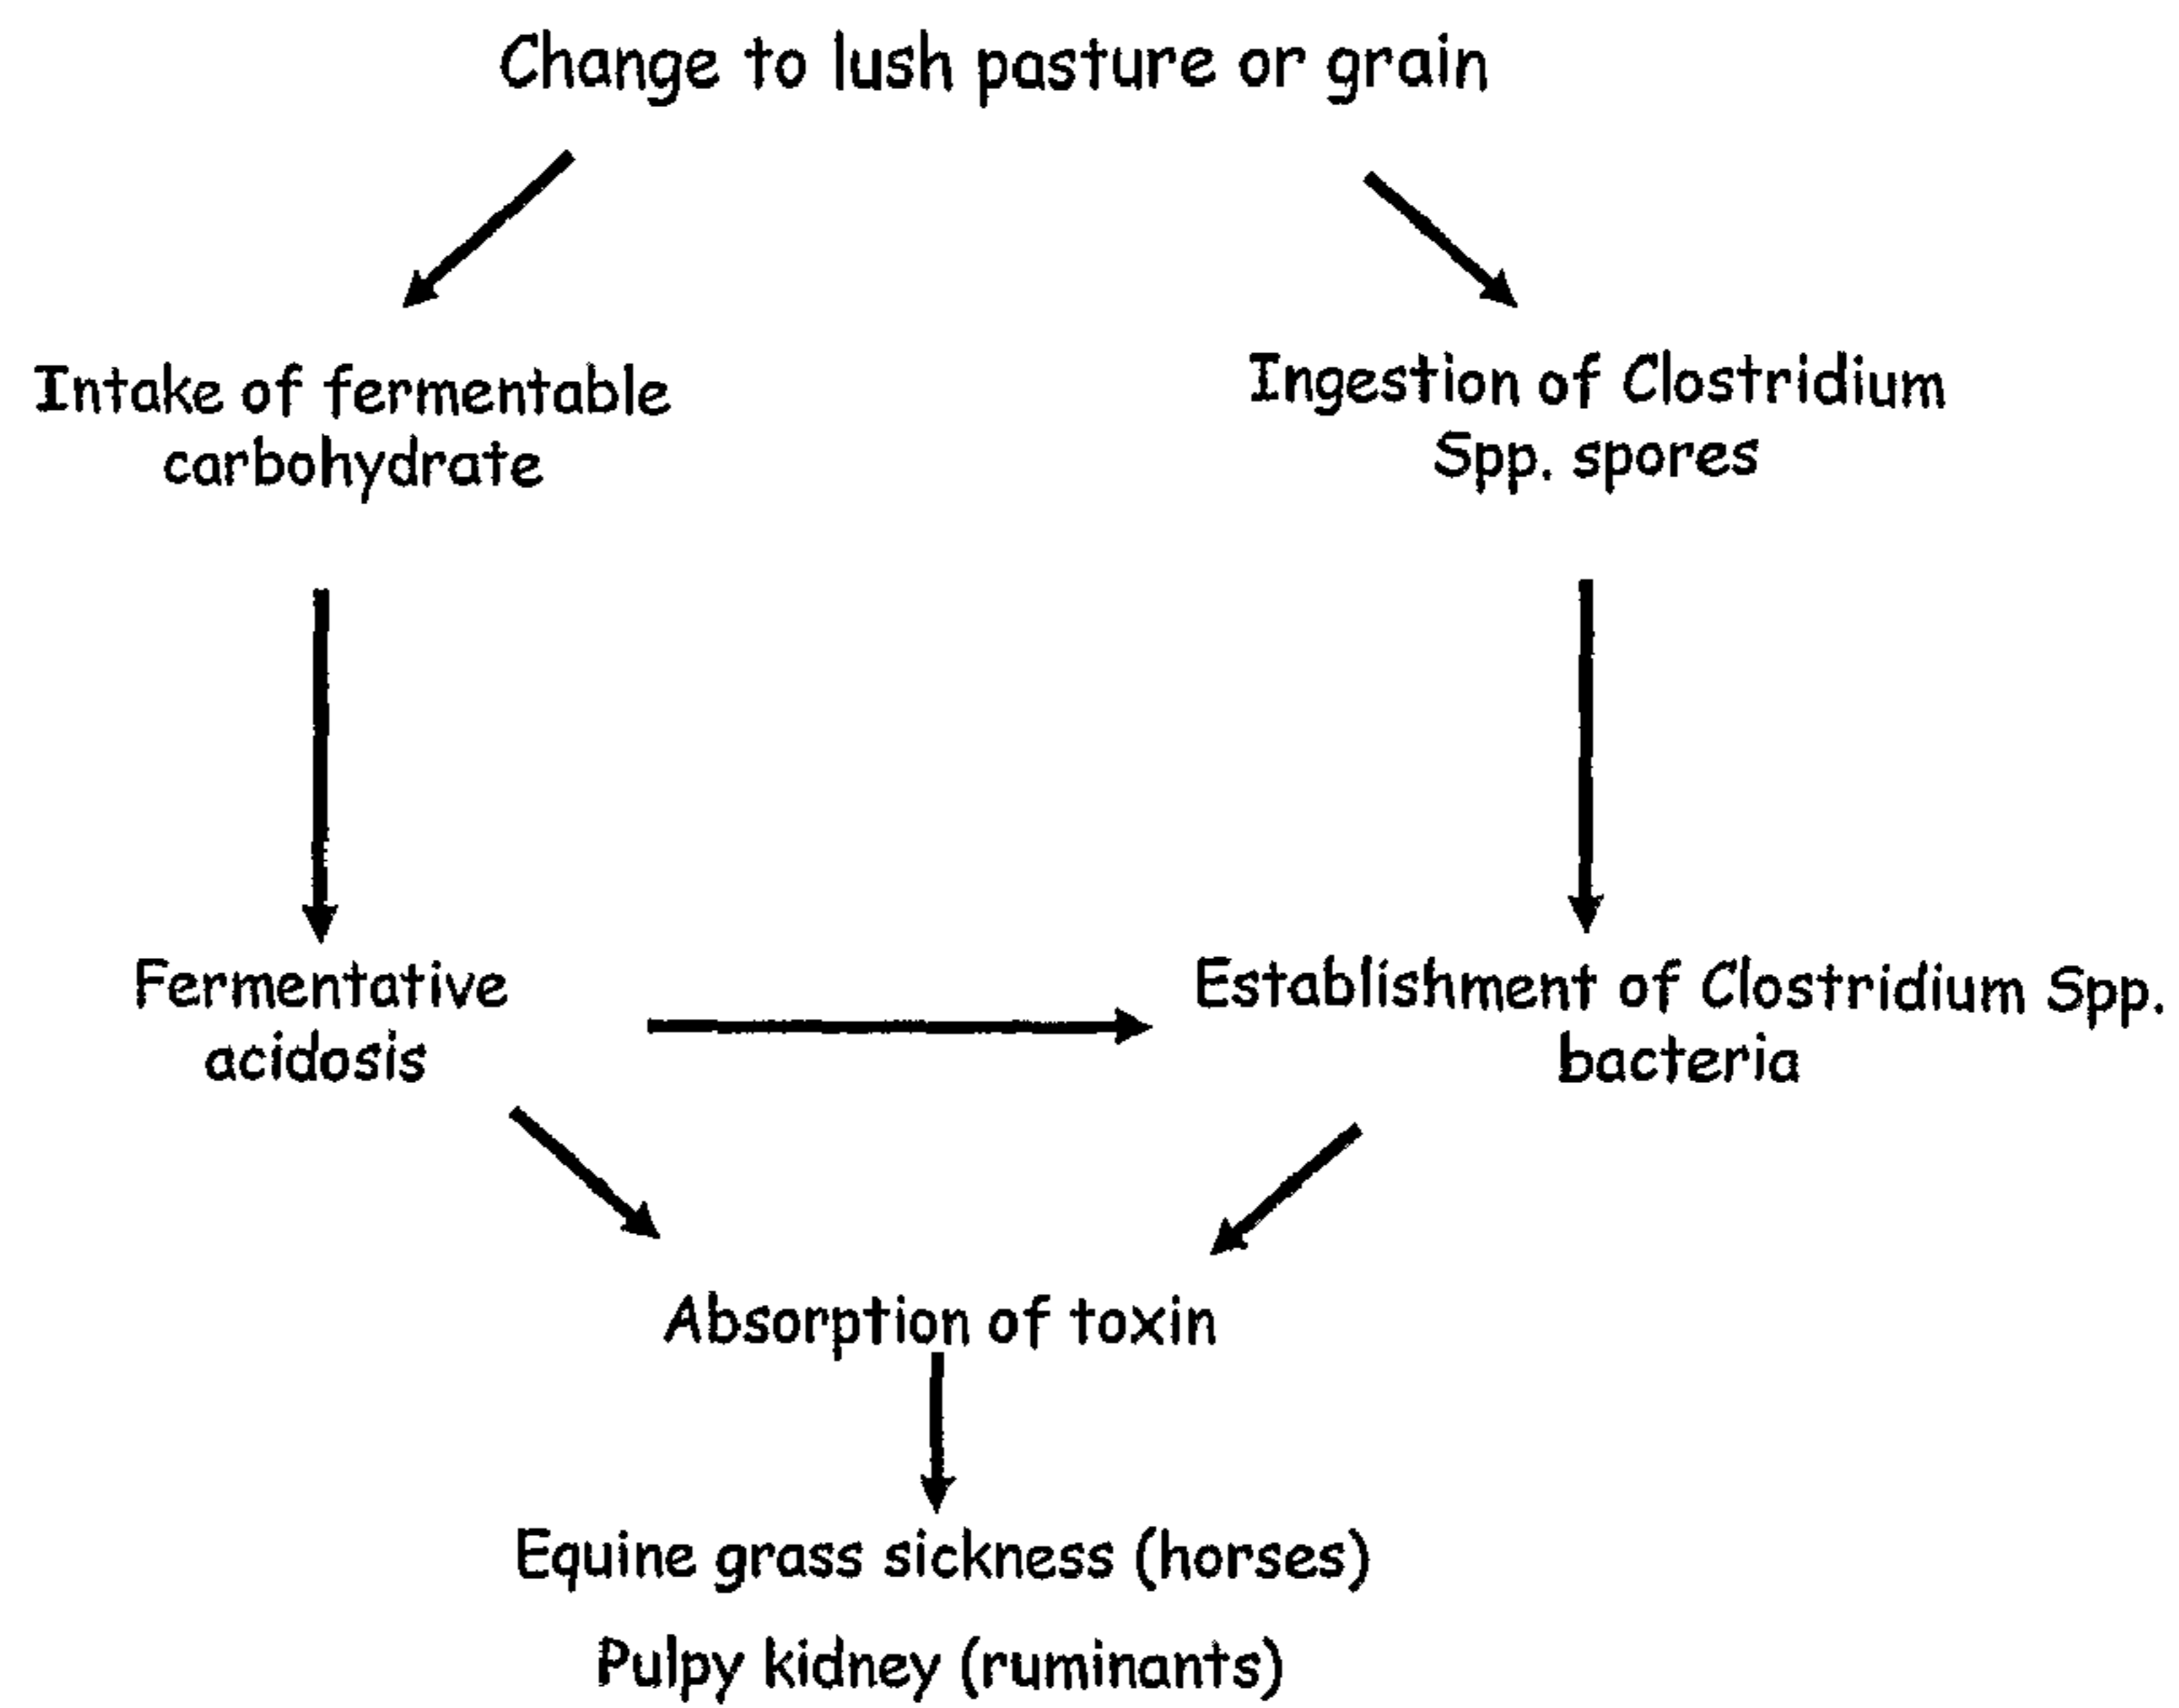 Change to lush pasture or grain
Intake of fermentable
carbohydrate
Ingestion of Clostridium
Spp. spores
Fermentative
acidosis
Establishment of Clostridium Spp.
bacteria
Absorption of toxin
Equine grass sickness (horses)
Pulpy kidney (ruminants)